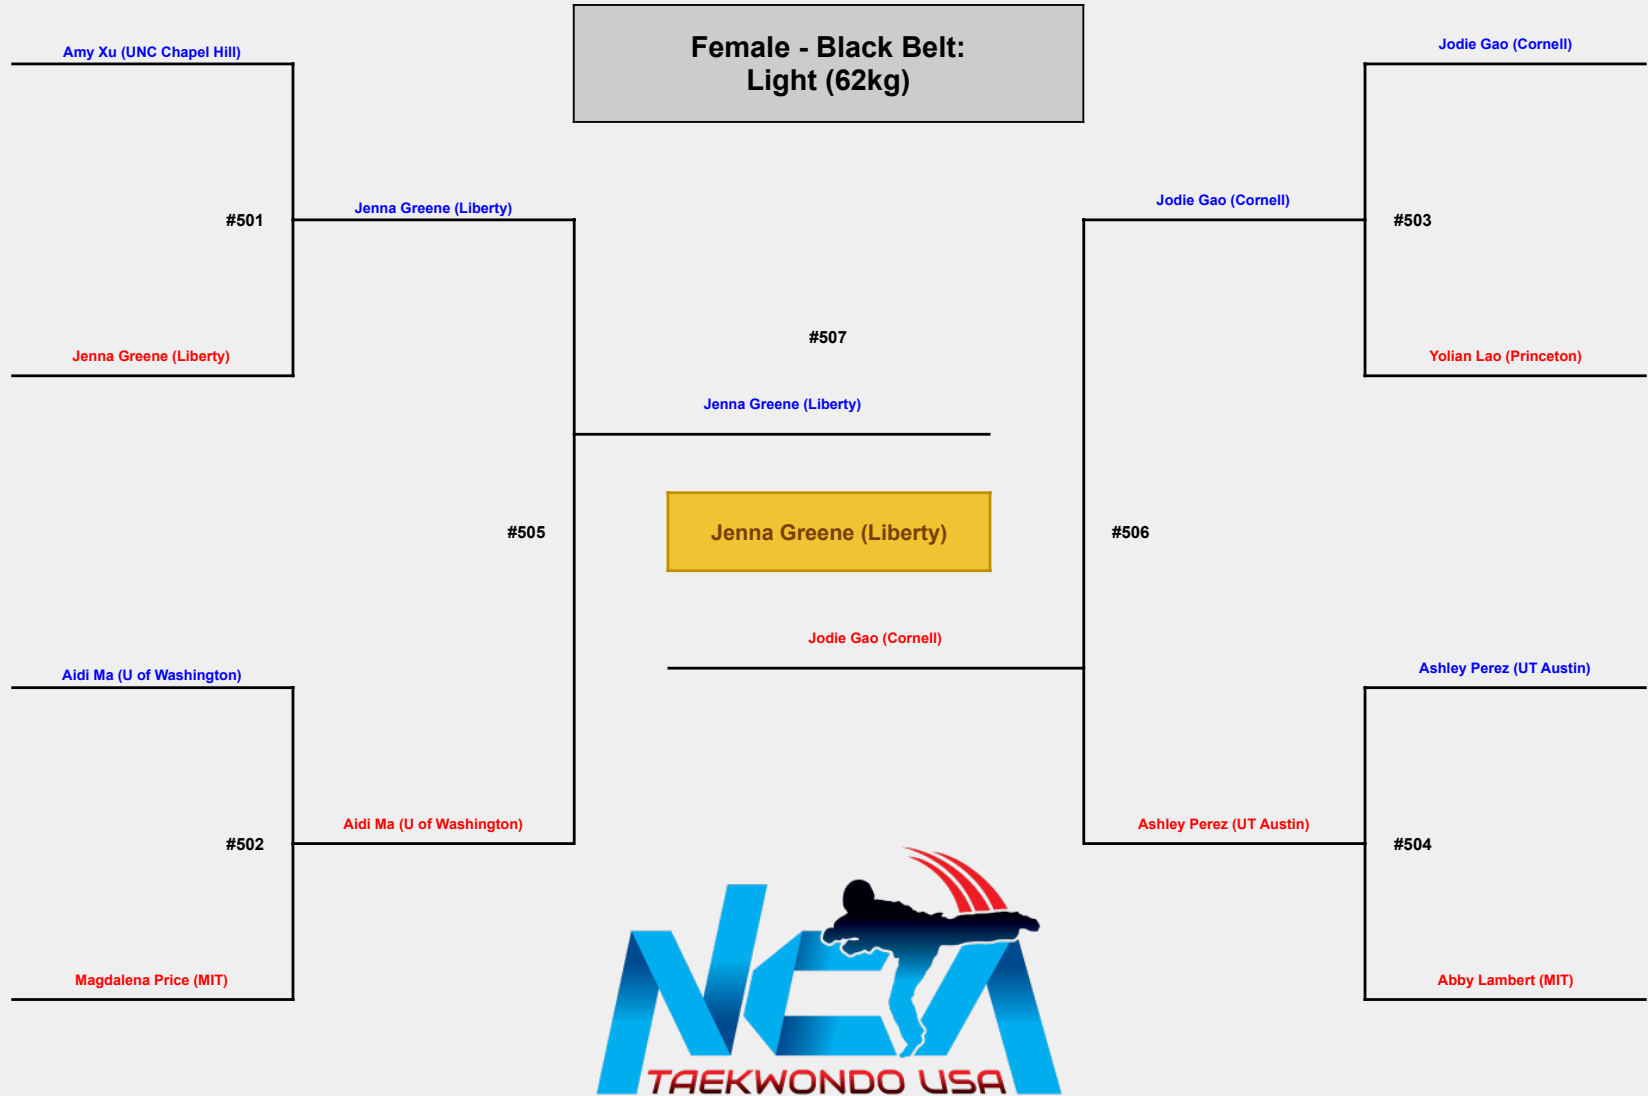 Female - Black Belt:
Light (62kg)
Amy Xu (UNC Chapel Hill)
#501
Jenna Greene (Liberty)
Jenna Greene (Liberty)
Aidi Ma (U of Washington)
#502
Magdalena Price (MIT)
Aidi Ma (U of Washington)
#505
#507
Jenna Greene (Liberty)
Jenna Greene (Liberty)
Jodie Gao (Cornell)
Jodie Gao (Cornell)
#506
Ashley Perez (UT Austin)
Jodie Gao (Cornell)
#503
Yolian Lao (Princeton)
Ashley Perez (UT Austin)
#504
Abby Lambert (MIT)
NCTA
TAEKWONDO USA